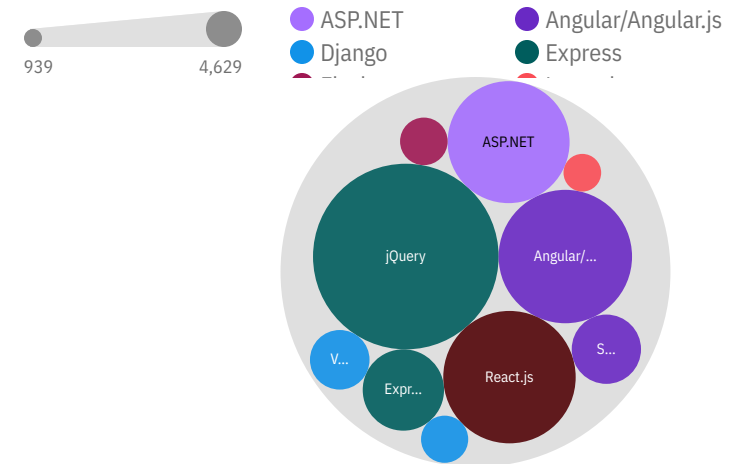 939
4,629
ASP.NET
Angular/Angular.js
Django
Express
ASP.NET
jQuery
Angular/...
V...
S...
React.js
Expr...